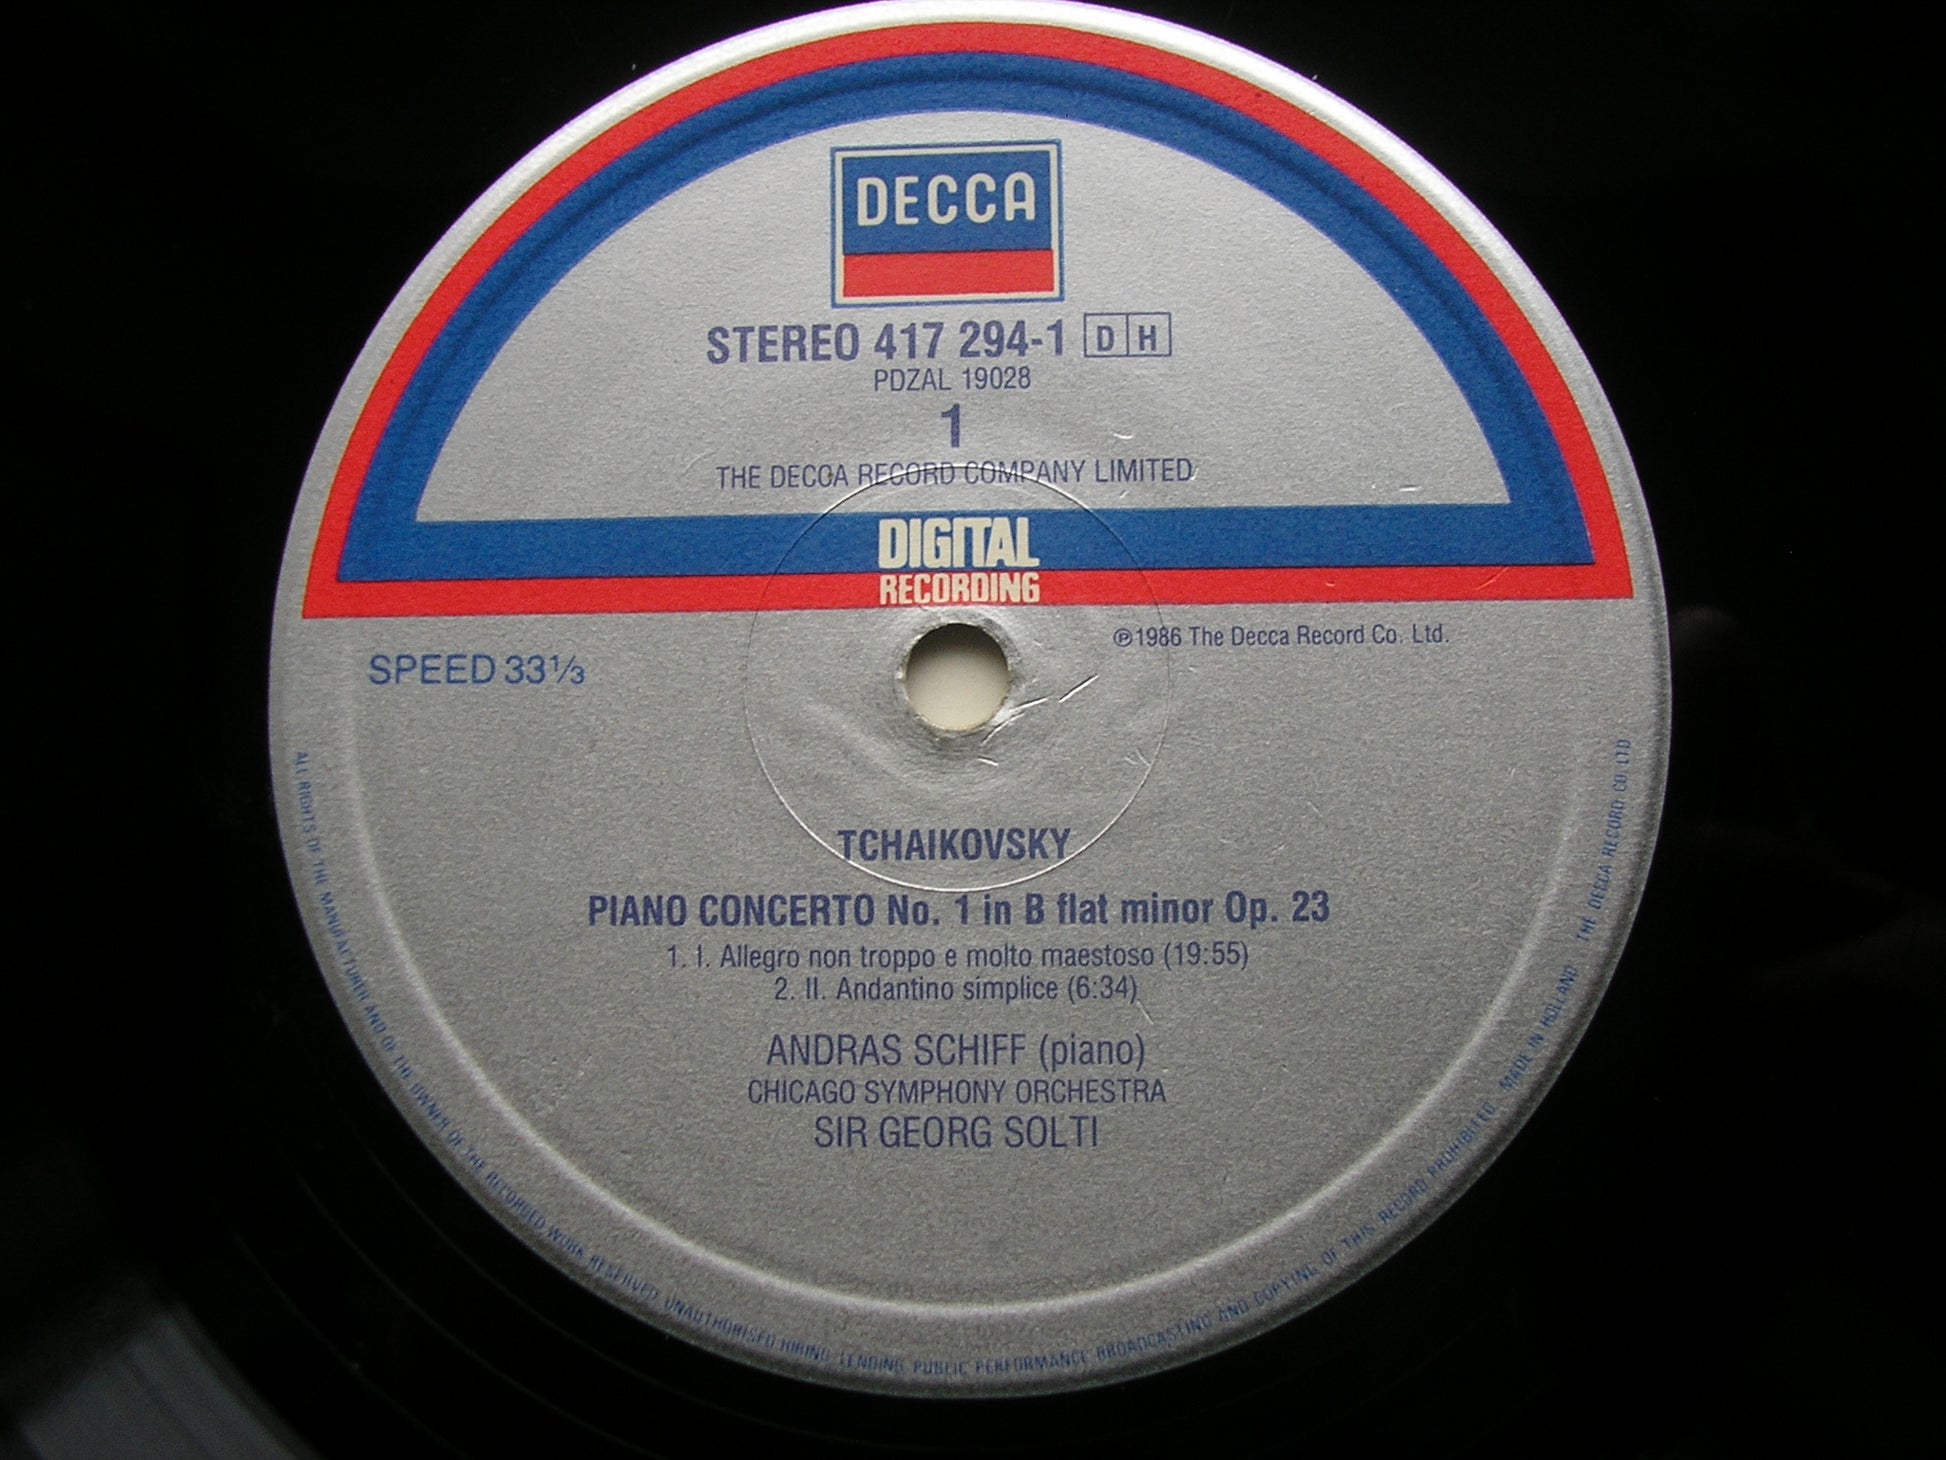 DECCA
STEREO 417 294-1 DH
PDZAL 19028
1
THE DECCA RECORD COMPANY LIMITED
DIGITAL
RECORDING
℗1986 The Decca Record Co. Ltd.
SPEED 33⅓
TCHAIKOVSKY
PIANO CONCERTO No. 1 in B flat minor Op. 23
1. I. Allegro non troppo e molto maestoso (19:55)
2. II. Andantino simplice (6:34)
ANDRAS SCHIFF (piano)
CHICAGO SYMPHONY ORCHESTRA
SIR GEORG SOLTI
ALL RIGHTS OF THE MANUFACTURER AND OF THE OWNER OF THE RECORDED WORK RESERVED. UNAUTHORISED HIRING, LENDING, PUBLIC PERFORMANCE, BROADCASTING AND COPYING OF THIS RECORD PROHIBITED. MADE IN HOLLAND THE DECCA RECORD CO. LTD